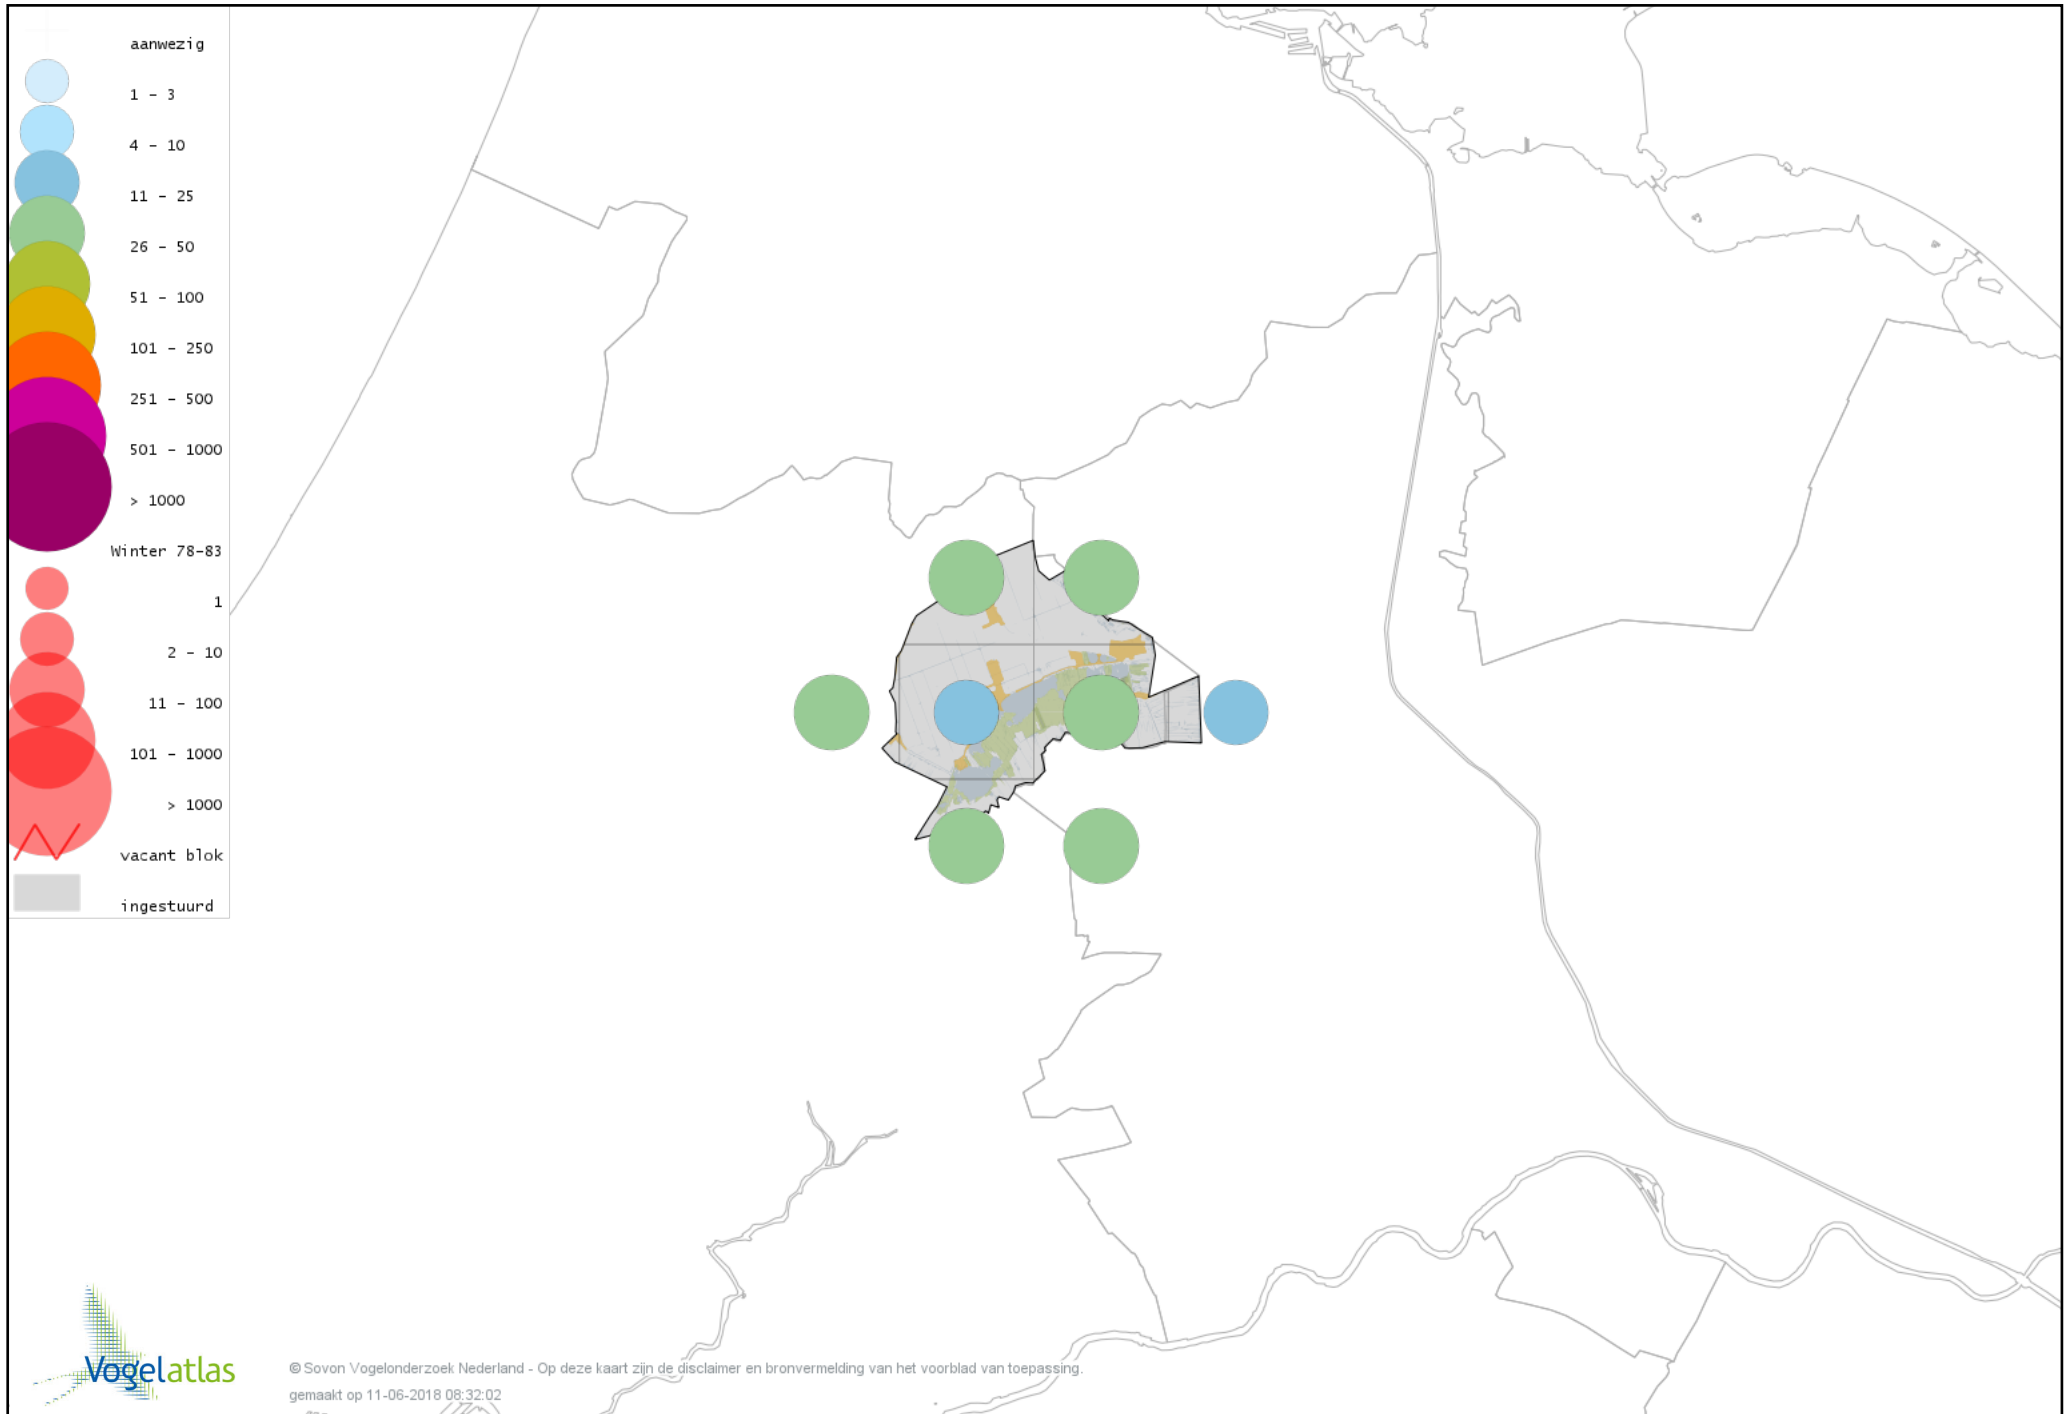 aanwezig
1 - 3
4 - 10
11 - 25
26 - 50
51 - 100
101 - 250
251 - 500
501 - 1000
> 1000
Winter 78-83
1
2 - 10
11 - 100
101 - 1000
> 1000
vacant blok
ingestuurd
Vogelatlas
© Sovon Vogelonderzoek Nederland - Op deze kaart zijn de disclaimer en bronvermelding van het voorblad van toepassing.
gemaakt op 11-06-2018 08:32:02